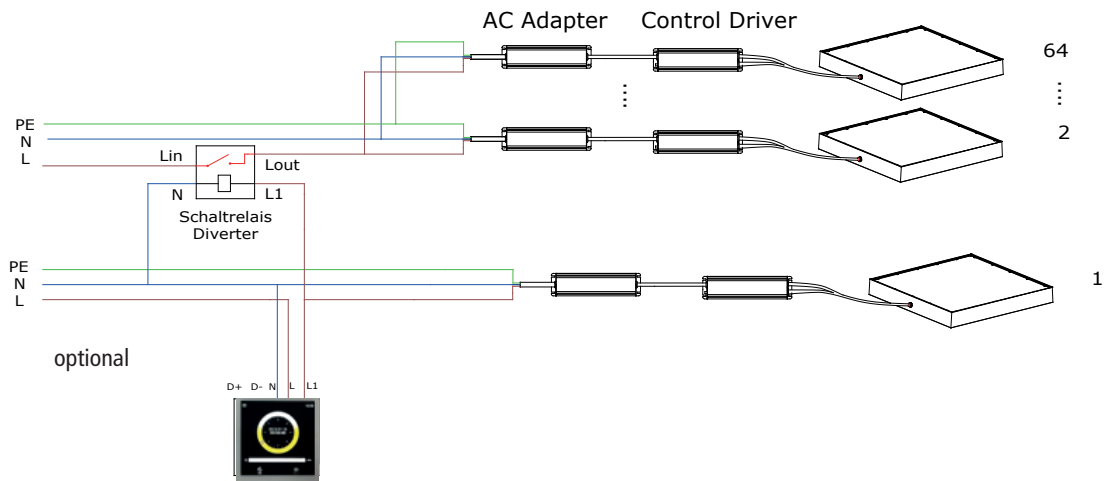 AC Adapter Control Driver
64
2
PE
N
L
Lin
Lout
N
L1
Schaltrelais
Diverter
PE
N
L
1
optional
D+ D- N L L1